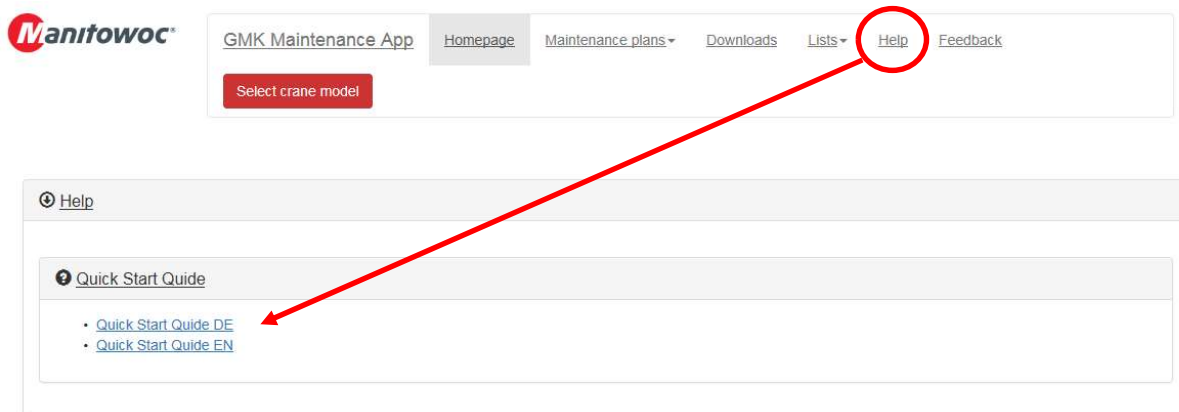 Manitowoc®
GMK Maintenance App Homepage Maintenance plans Downloads Lists Help Feedback
Select crane model
Help
Quick Start Quide
• Quick Start Quide DE
• Quick Start Quide EN